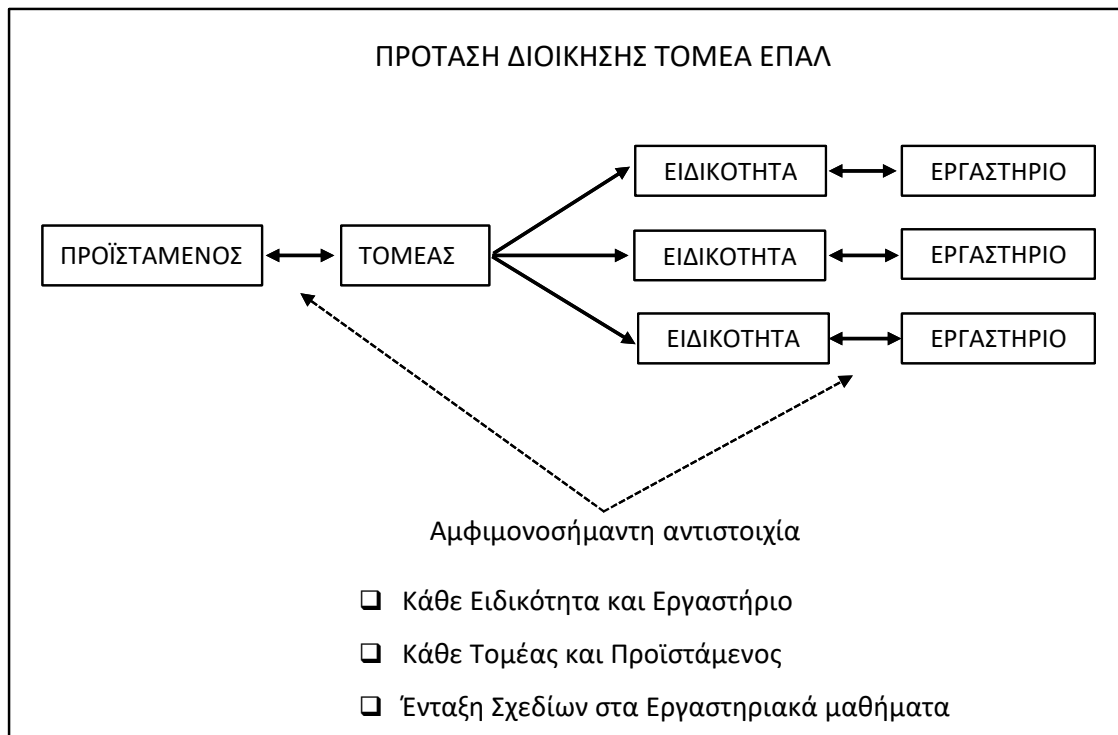 ΠΡΟΤΑΣΗ ΔΙΟΙΚΗΣΗΣ ΤΟΜΕΑ ΕΠΑΛ
ΕΙΔΙΚΟΤΗΤΑ ΕΡΓΑΣΤΗΡΙΟ
ΠΡΟΪΣΤΑΜΕΝΟΣ ΤΟΜΕΑΣ ΕΙΔΙΚΟΤΗΤΑ ΕΡΓΑΣΤΗΡΙΟ
ΕΙΔΙΚΟΤΗΤΑ ΕΡΓΑΣΤΗΡΙΟ
Αμφιμονοσήμαντη αντιστοιχία
❑ Κάθε Ειδικότητα και Εργαστήριο
❑ Κάθε Τομέας και Προϊστάμενος
❑ Ένταξη Σχεδίων στα Εργαστηριακά μαθήματα